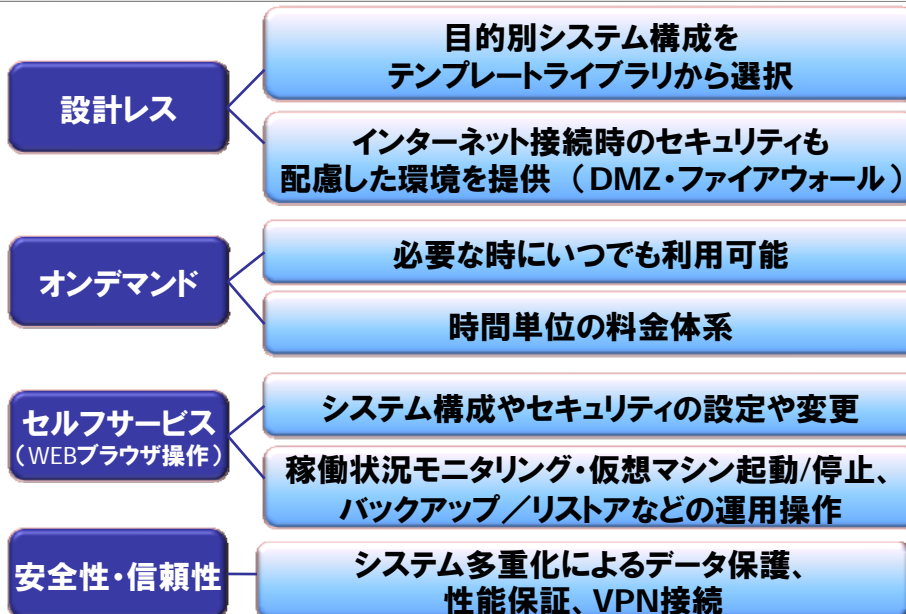 設計レス
目的別システム構成を
テンプレートライブラリから選択
インターネット接続時のセキュリティも
配慮した環境を提供 （DMZ・ファイアウォール）
オンデマンド
必要な時にいつでも利用可能
時間単位の料金体系
セルフサービス
（WEBブラウザ操作）
システム構成やセキュリティの設定や変更
稼働状況モニタリング・仮想マシン起動/停止、
バックアップ／リストアなどの運用操作
安全性・信頼性
システム多重化によるデータ保護、
性能保証、VPN接続